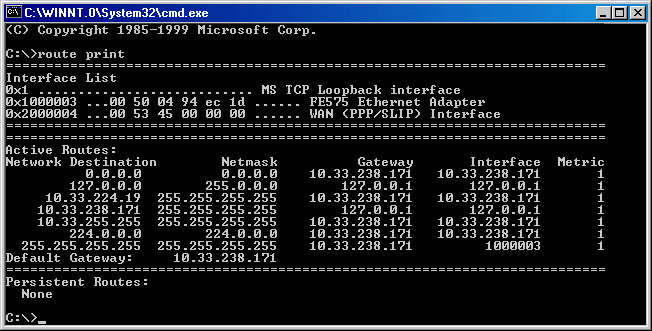 C:\WINNT.0\System32\cmd.exe
(C) Copyright 1985-1999 Microsoft Corp.
C:\>route print
===========================================================================
Interface List
0x1 ........................... MS TCP Loopback interface
0x1000003 ...00 50 04 94 ec 1d ...... FE575 Ethernet Adapter
0x2000004 ...00 53 45 00 00 00 ...... WAN (PPP/SLIP) Interface
===========================================================================
===========================================================================
Active Routes:
Network Destination        Netmask          Gateway       Interface  Metric
0.0.0.0          0.0.0.0    10.33.238.171   10.33.238.171       1
127.0.0.0        255.0.0.0        127.0.0.1       127.0.0.1       1
10.33.224.19  255.255.255.255    10.33.238.171   10.33.238.171       1
10.33.238.171  255.255.255.255        127.0.0.1       127.0.0.1       1
10.33.255.255  255.255.255.255    10.33.238.171   10.33.238.171       1
224.0.0.0        224.0.0.0    10.33.238.171   10.33.238.171       1
255.255.255.255  255.255.255.255    10.33.238.171         1000003       1
Default Gateway:     10.33.238.171
===========================================================================
Persistent Routes:
None
C:\>_